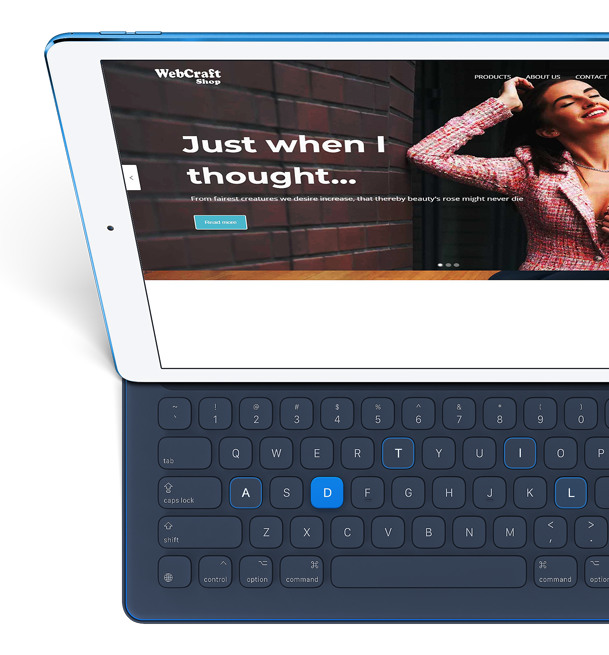 WebCraft
Shop
PRODUCTS ABOUT US CONTACT
Just when I
thought...
From fairest creatures we desire increase, that thereby beauty's rose might never die
Read more
~ ! @ # $ % ^ & * ( )
` 1 2 3 4 5 6 7 8 9 0
tab Q W E R T Y U I O P
caps lock A S D F G H J K L
shift Z X C V B N M < , > .
control option command command option